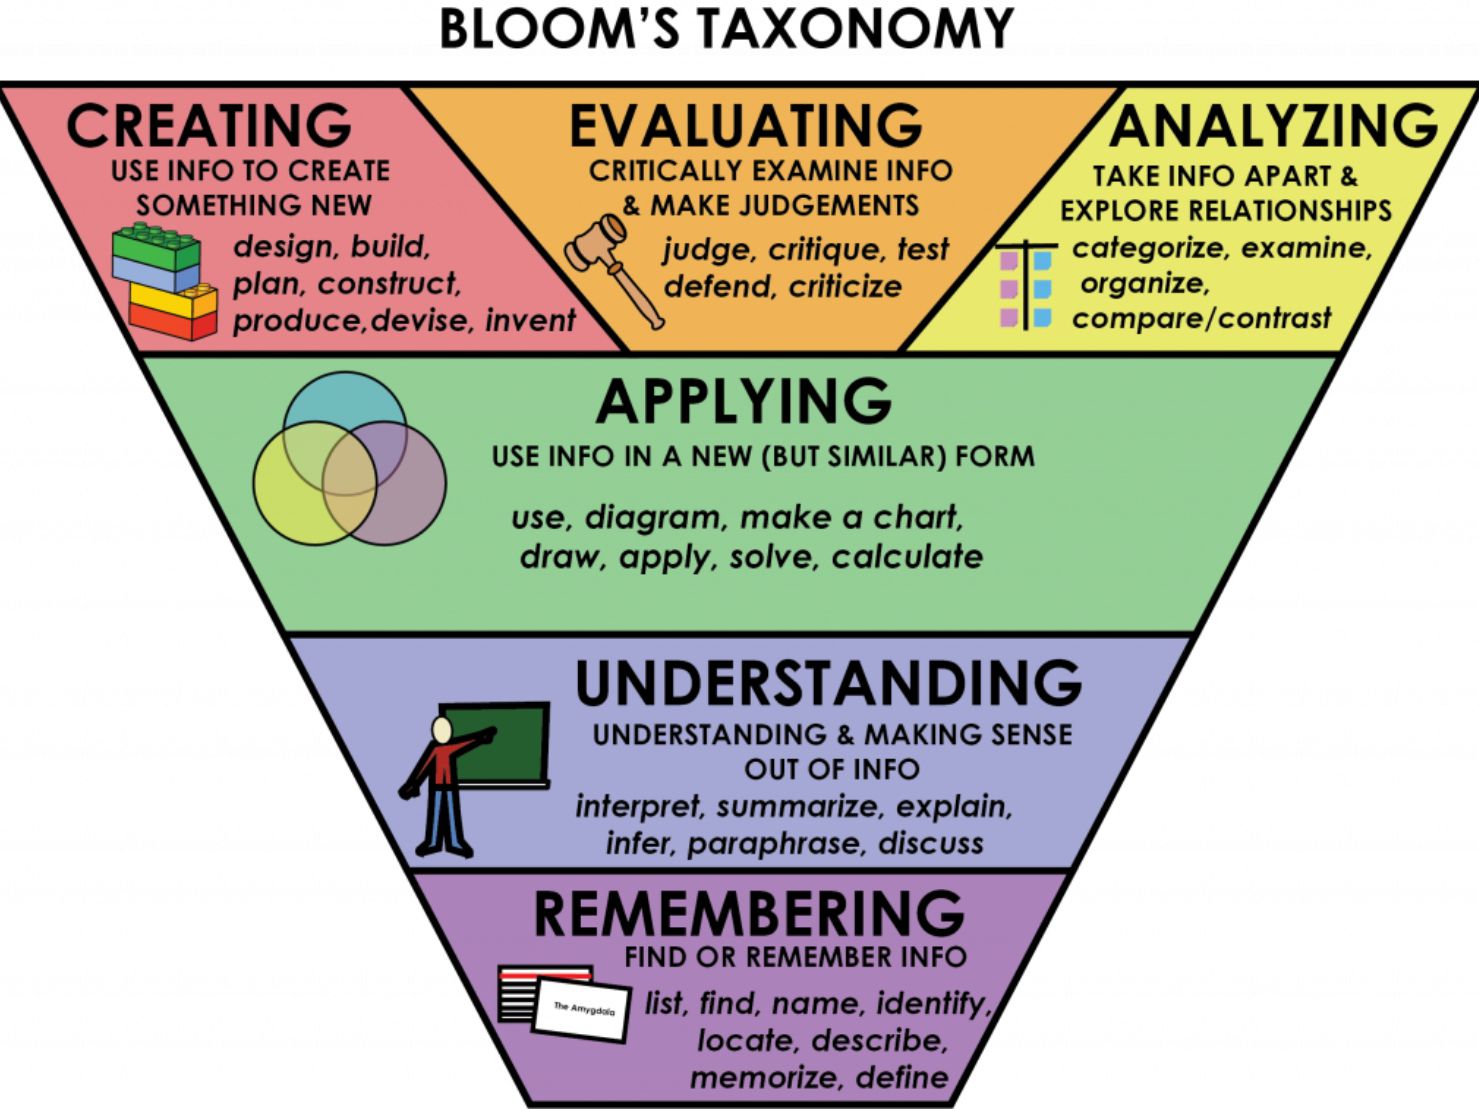 BLOOM'S TAXONOMY
CREATING
USE INFO TO CREATE
SOMETHING NEW
design, build,
plan, construct,
produce, devise, invent
EVALUATING
CRITICALLY EXAMINE INFO
& MAKE JUDGEMENTS
judge, critique, test
defend, criticize
ANALYZING
TAKE INFO APART &
EXPLORE RELATIONSHIPS
categorize, examine,
organize,
compare/contrast
APPLYING
USE INFO IN A NEW (BUT SIMILAR) FORM
use, diagram, make a chart,
draw, apply, solve, calculate
UNDERSTANDING
UNDERSTANDING & MAKING SENSE
OUT OF INFO
interpret, summarize, explain,
infer, paraphrase, discuss
REMEMBERING
FIND OR REMEMBER INFO
The Amygdala
list, find, name, identify,
locate, describe,
memorize, define